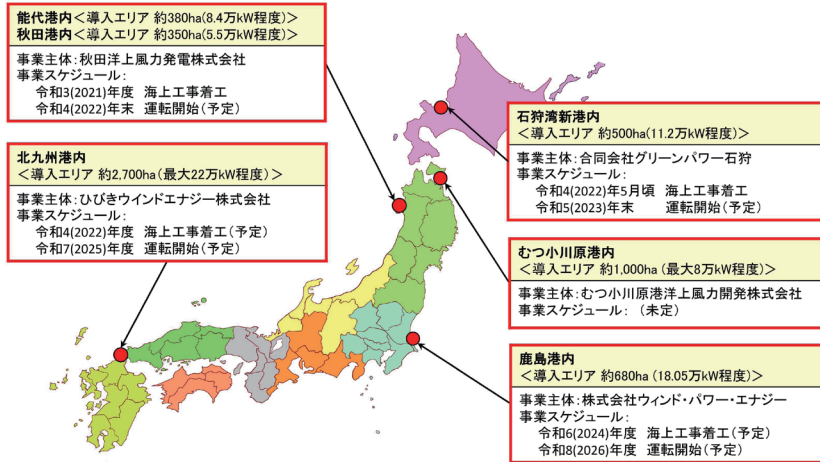 能代港内<導入エリア 約380ha(8.4万kW程度)>
秋田港内<導入エリア 約350ha(5.5万kW程度)>
事業主体:秋田洋上風力発電株式会社
事業スケジュール:
令和3(2021)年度 海上工事着工
令和4(2022)年末 運転開始(予定)
北九州港内
<導入エリア 約2,700ha(最大22万kW程度)>
事業主体:ひびきウインドエナジー株式会社
事業スケジュール:
令和4(2022)年度 海上工事着工(予定)
令和7(2025)年度 運転開始(予定)
石狩湾新港内
<導入エリア 約500ha(11.2万kW程度)>
事業主体:合同会社グリーンパワー石狩
事業スケジュール:
令和4(2022)年5月頃 海上工事着工
令和5(2023)年末 運転開始(予定)
むつ小川原港内
<導入エリア 約1,000ha (最大8万kW程度)>
事業主体:むつ小川原港洋上風力開発株式会社
事業スケジュール: (未定)
鹿島港内
<導入エリア 約680ha (18.05万kW程度)>
事業主体:株式会社ウィンド・パワー・エナジー
事業スケジュール:
令和6(2024)年度 海上工事着工(予定)
令和8(2026)年度 運転開始(予定)